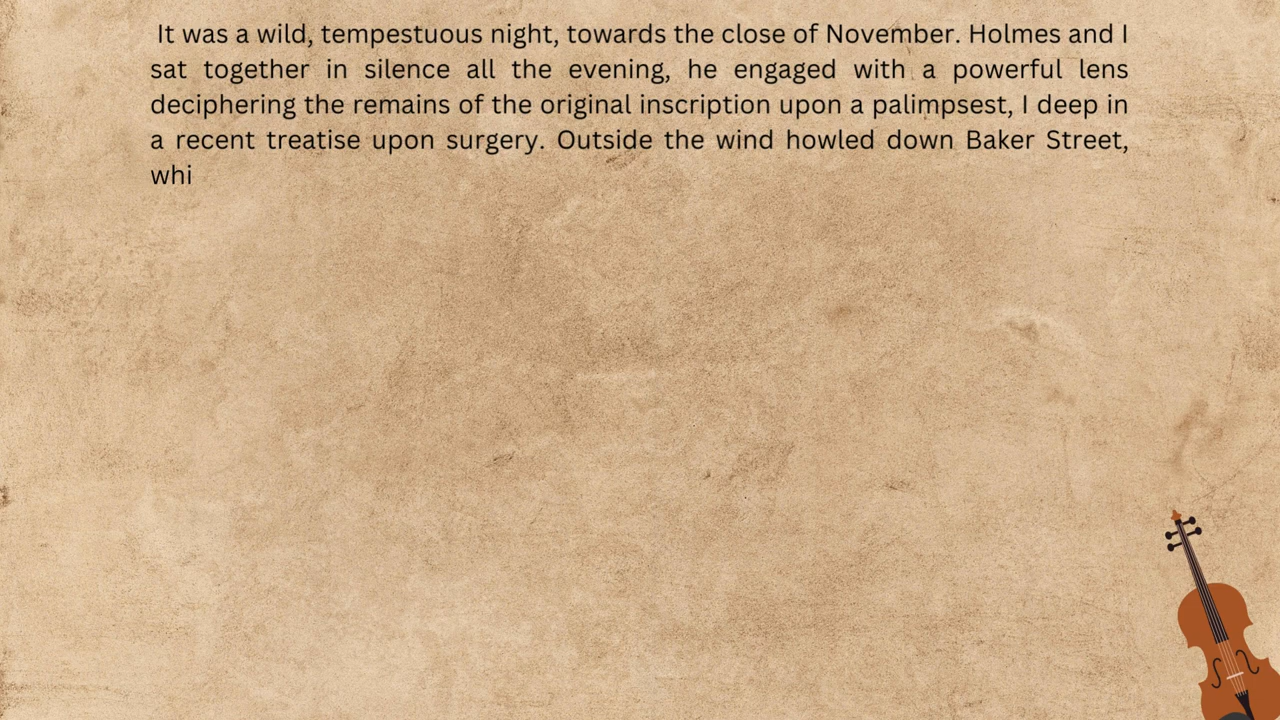 It was a wild, tempestuous night, towards the close of November. Holmes and I
sat together in silence all the evening, he engaged with a powerful lens
deciphering the remains of the original inscription upon a palimpsest, I deep in
a recent treatise upon surgery. Outside the wind howled down Baker Street,
whi